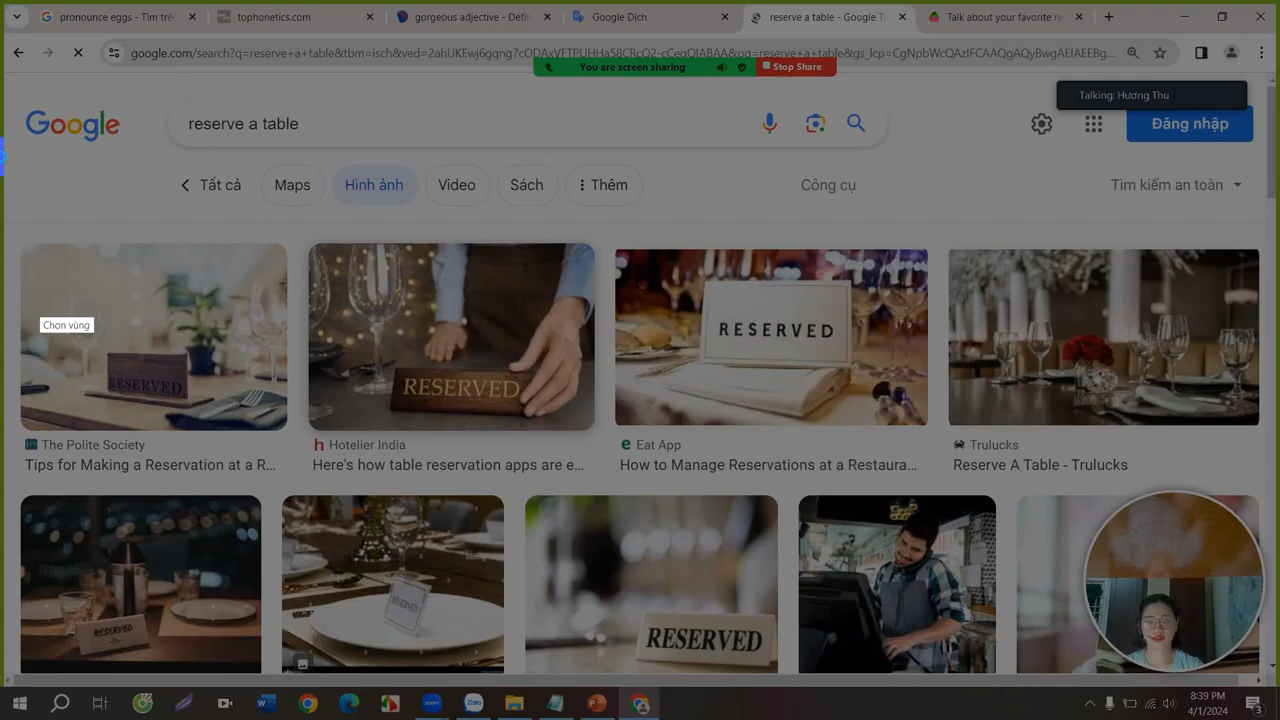 pronounce eggs - Tìm trê
tophonetics.com
gorgeous adjective - Defin
Google Dịch
reserve a table - Google Tì
Talk about your favorite re
google.com/search?q=reserve+a+table&tbm=isch&ved=2ahUKEwj6gqng7cODAxVFTPUHHa58CRcQ2-cCegQIABAA&oq=reserve+a+table&gs_lcp=CgNpbWcQAzIFCAAQgAQyBwgAEIAEEBg...
You are screen sharing
Stop Share
Talking: Hương Thu
Google
reserve a table
Đăng nhập
Tất cả
Maps
Hình ảnh
Video
Sách
Thêm
Công cụ
Tìm kiếm an toàn
Chọn vùng
RESERVED
RESERVED
RESERVED
The Polite Society
Hotelier India
Eat App
Trulucks
Tips for Making a Reservation at a R...
Here's how table reservation apps are e...
How to Manage Reservations at a Restaura...
Reserve A Table - Trulucks
RESERVED
RESERVED
RESERVED
zoom
Zalo
8:39 PM
4/1/2024
3